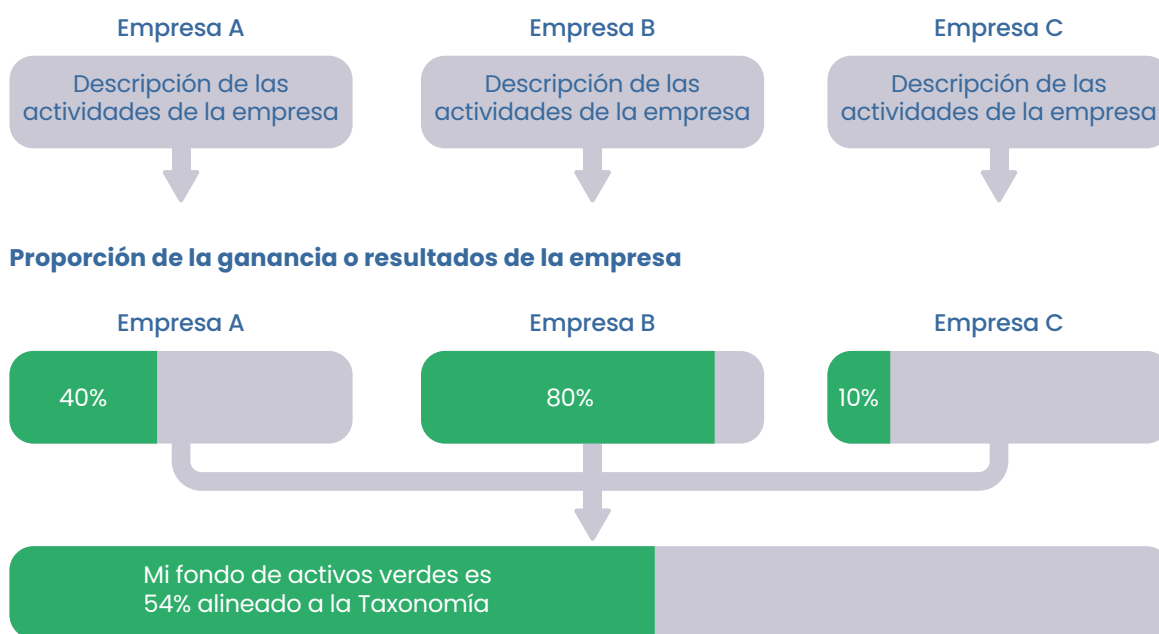 Empresa A
Empresa B
Empresa C
Descripción de las
actividades de la empresa
Descripción de las
actividades de la empresa
Descripción de las
actividades de la empresa
Proporción de la ganancia o resultados de la empresa
Empresa A
Empresa B
Empresa C
40%
80%
10%
Mi fondo de activos verdes es
54% alineado a la Taxonomía